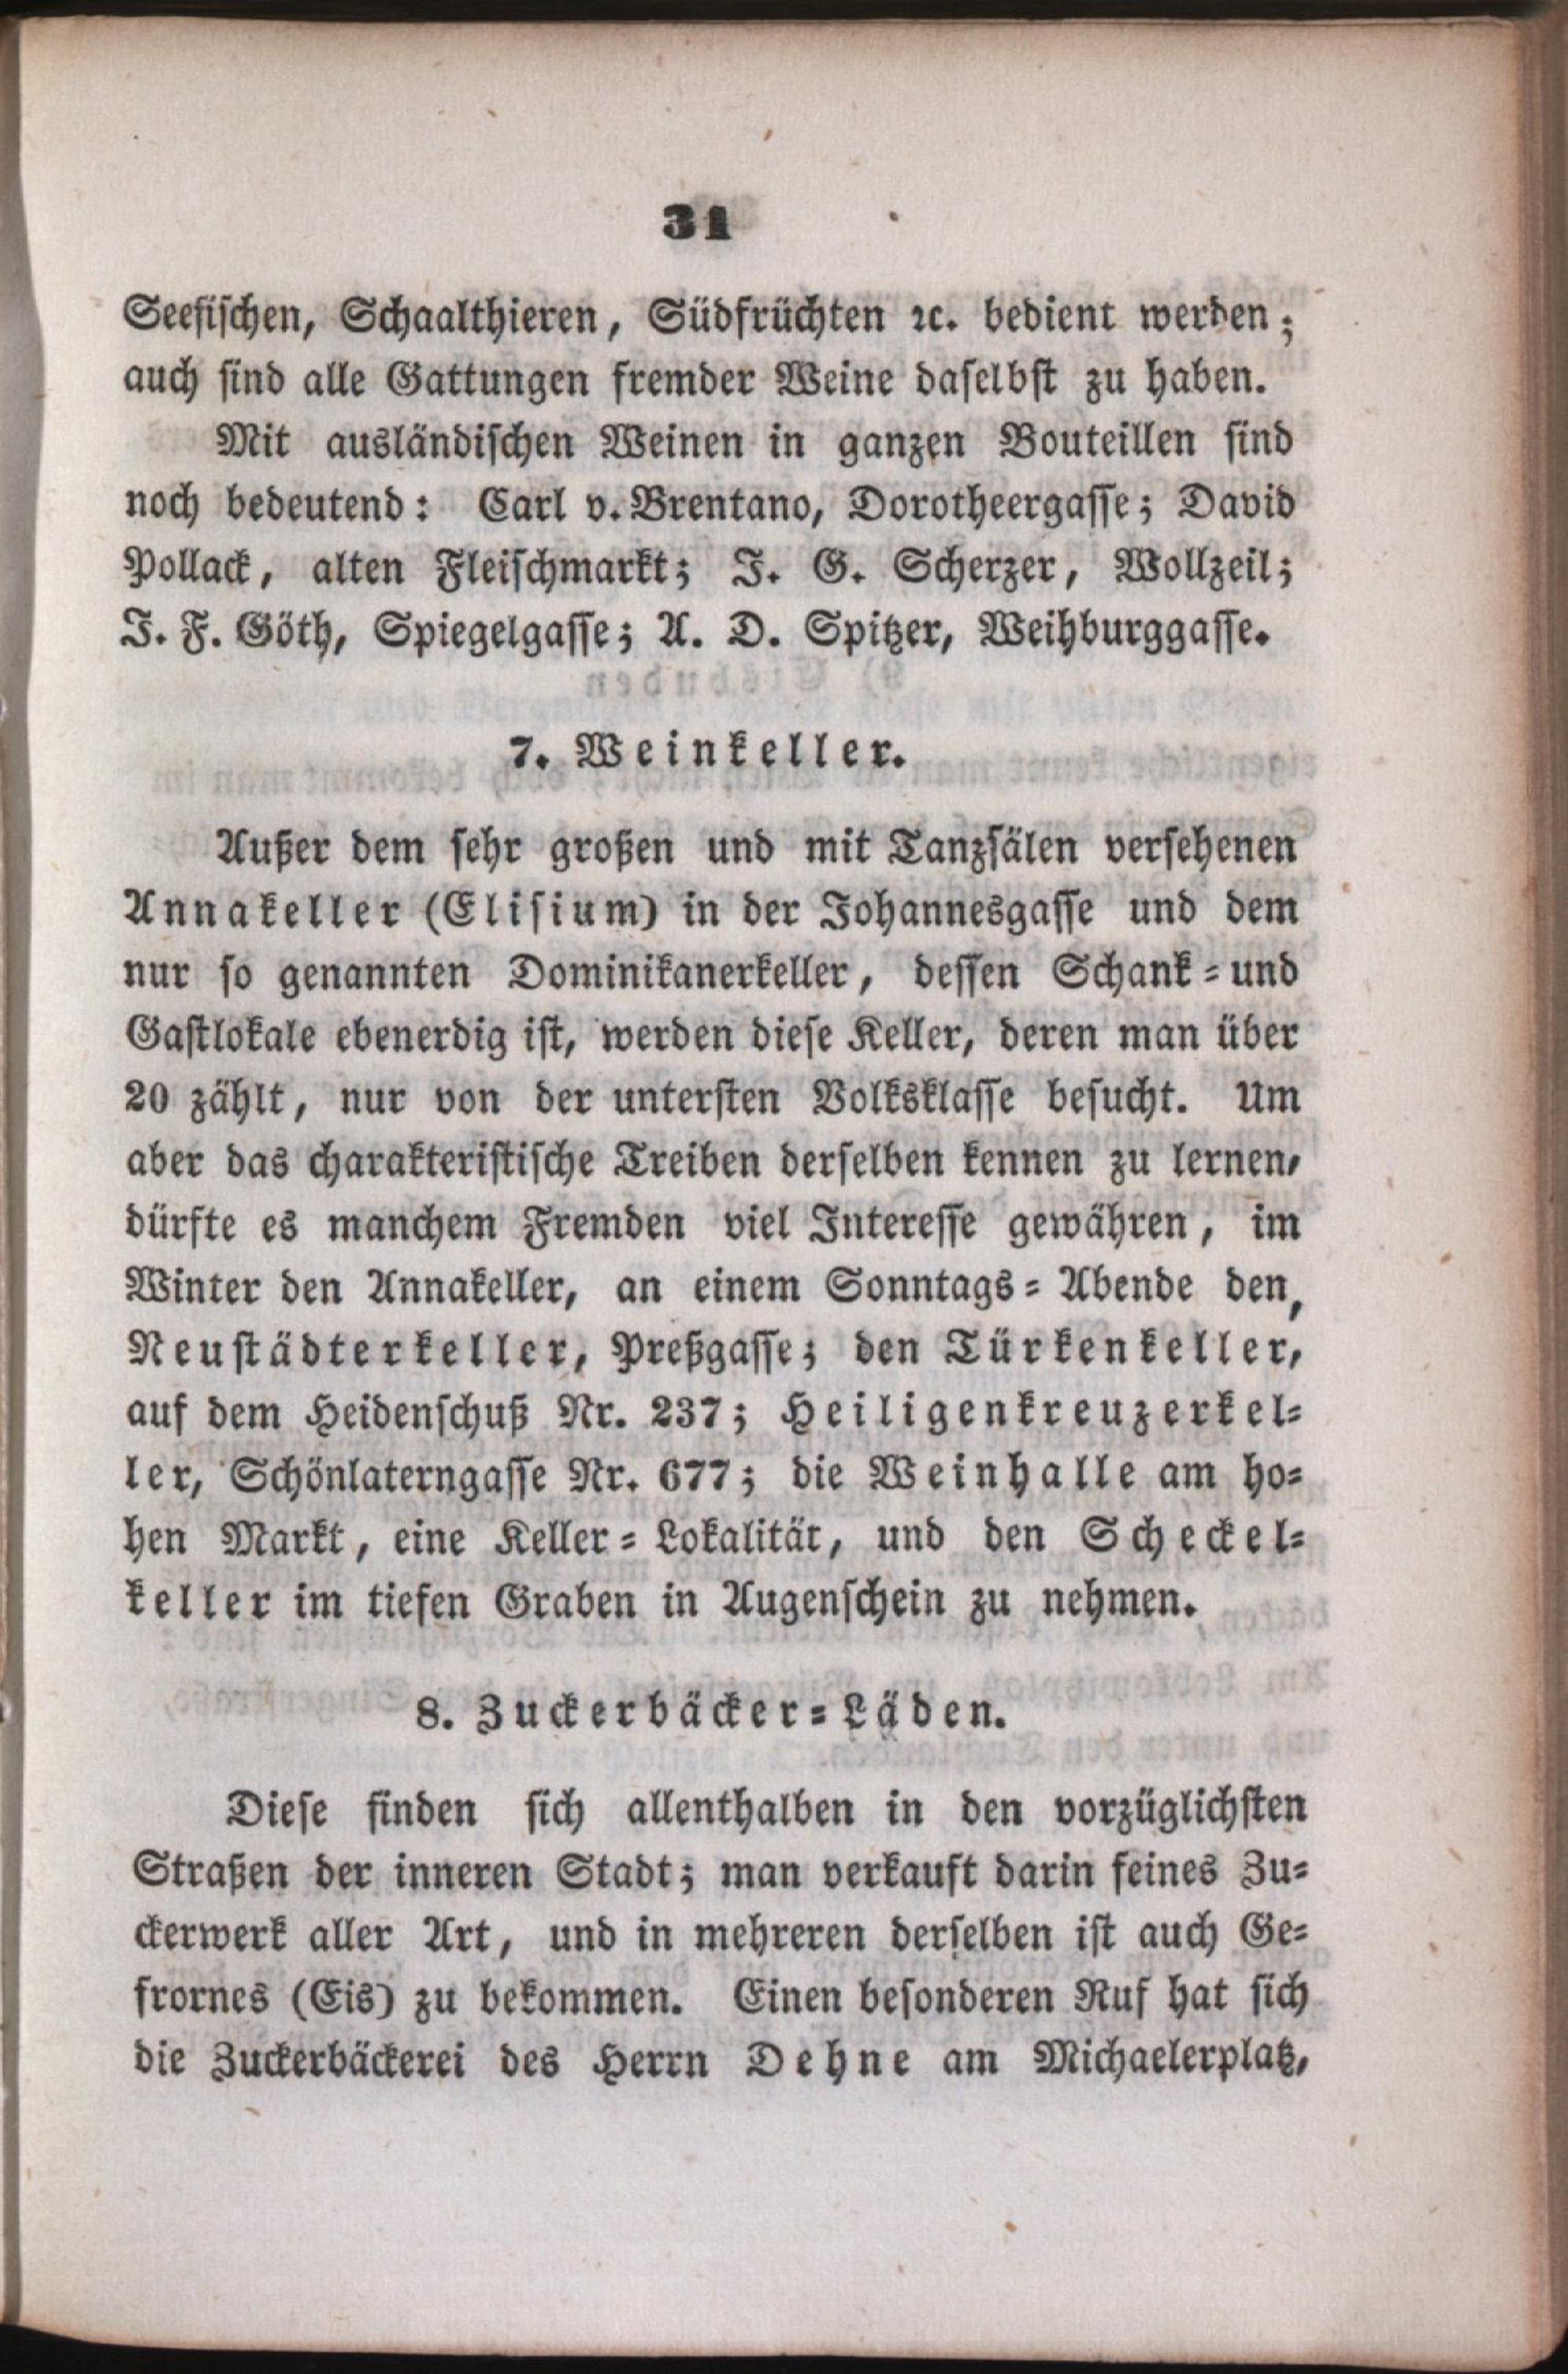 31
Seefischen, Schaalthieren, Südfrüchten ꝛc. bedient werden;
auch sind alle Gattungen fremder Weine daselbst zu haben.
Mit ausländischen Weinen in ganzen Bouteillen sind
noch bedeutend: Carl v. Brentano, Dorotheergasse; David
Pollack, alten Fleischmarkt; J. G. Scherzer, Wollzeil;
J. F. Göth, Spiegelgasse; A. D. Spitzer, Weihburggasse.
7. Weinkeller.
Außer dem sehr großen und mit Tanzsälen versehenen
Annakeller (Elisium) in der Johannesgasse und dem
nur so genannten Dominikanerkeller, dessen Schank- und
Gastlokale ebenerdig ist, werden diese Keller, deren man über
20 zählt, nur von der untersten Volksklasse besucht. Um
aber das charakteristische Treiben derselben kennen zu lernen,
dürfte es manchem Fremden viel Interesse gewähren, im
Winter den Annakeller, an einem Sonntags-Abende den,
Neustädterkeller, Preßgasse; den Türkenkeller,
auf dem Heidenschuß Nr. 237; Heiligenkreuzerkel-
ler, Schönlaterngasse Nr. 677; die Weinhalle am ho-
hen Markt, eine Keller-Lokalität, und den Scheckel-
keller im tiefen Graben in Augenschein zu nehmen.
8. Zuckerbäcker-Läden.
Diese finden sich allenthalben in den vorzüglichsten
Straßen der inneren Stadt; man verkauft darin feines Zu-
ckerwerk aller Art, und in mehreren derselben ist auch Ge-
frornes (Eis) zu bekommen. Einen besonderen Ruf hat sich
die Zuckerbäckerei des Herrn Dehne am Michaelerplatz,